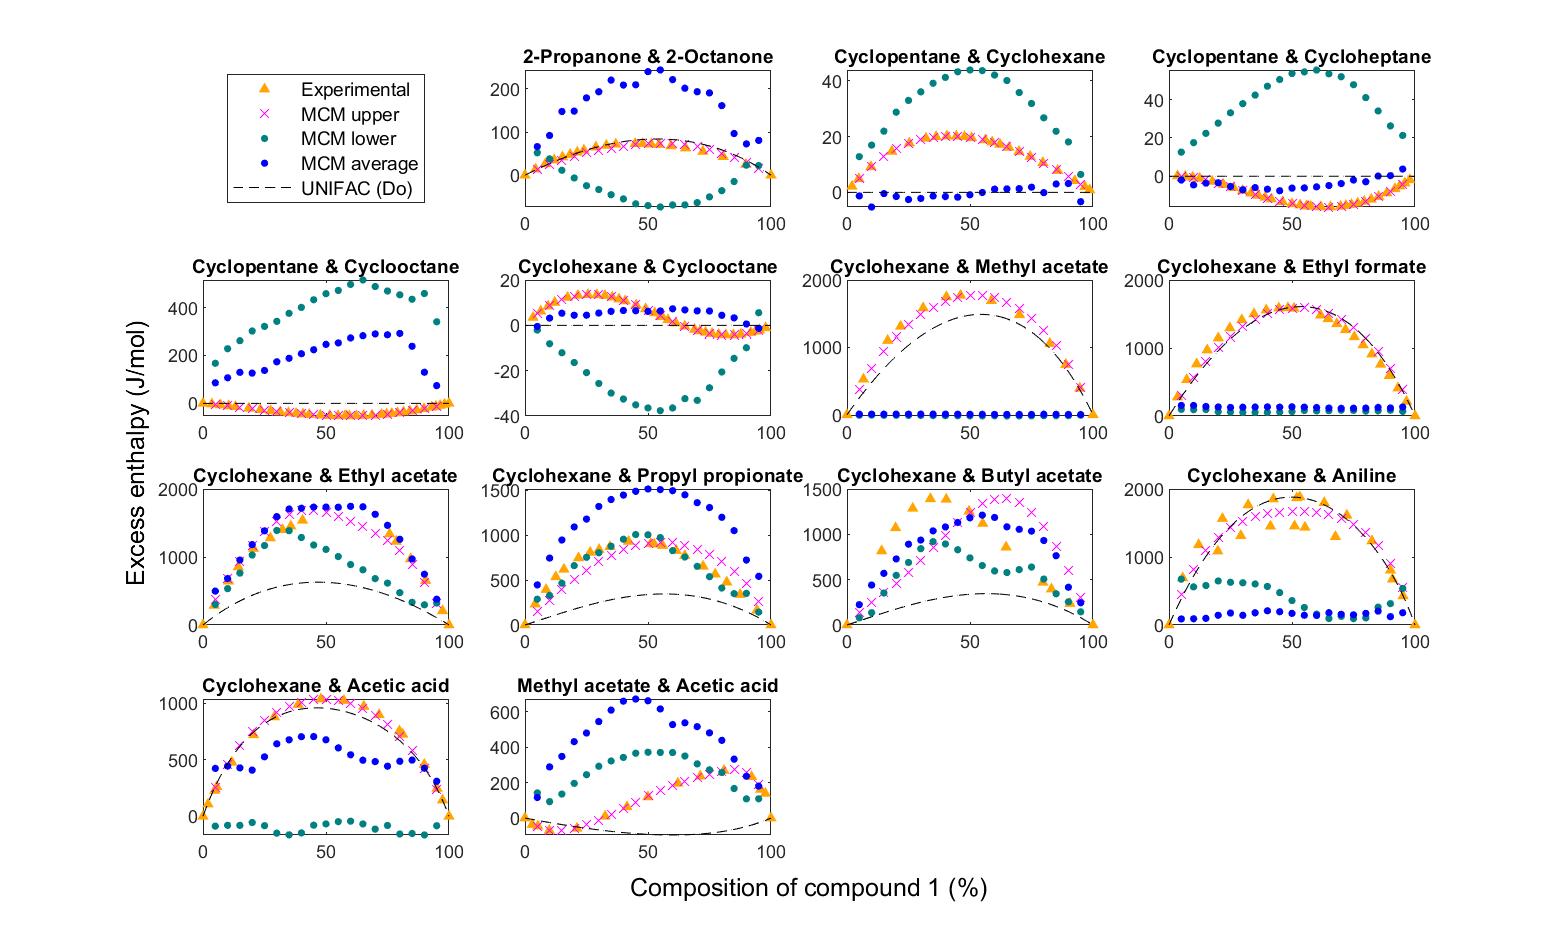 Experimental
MCM upper
MCM lower
MCM average
UNIFAC (Do)
2-Propanone & 2-Octanone
200
100
0
0 50 100
Cyclopentane & Cyclohexane
40
20
0
0 50 100
Cyclopentane & Cycloheptane
40
20
0
0 50 100
Excess enthalpy (J/mol)
Cyclopentane & Cyclooctane
400
200
0
0 50 100
Cyclohexane & Cyclooctane
20
0
-20
-40
0 50 100
Cyclohexane & Methyl acetate
2000
1000
0
0 50 100
Cyclohexane & Ethyl formate
2000
1000
0
0 50 100
Cyclohexane & Ethyl acetate
2000
1000
0
0 50 100
Cyclohexane & Propyl propionate
1500
1000
500
0
0 50 100
Cyclohexane & Butyl acetate
1500
1000
500
0
0 50 100
Cyclohexane & Aniline
2000
1000
0
0 50 100
Cyclohexane & Acetic acid
1000
500
0
0 50 100
Methyl acetate & Acetic acid
600
400
200
0
0 50 100
Composition of compound 1 (%)